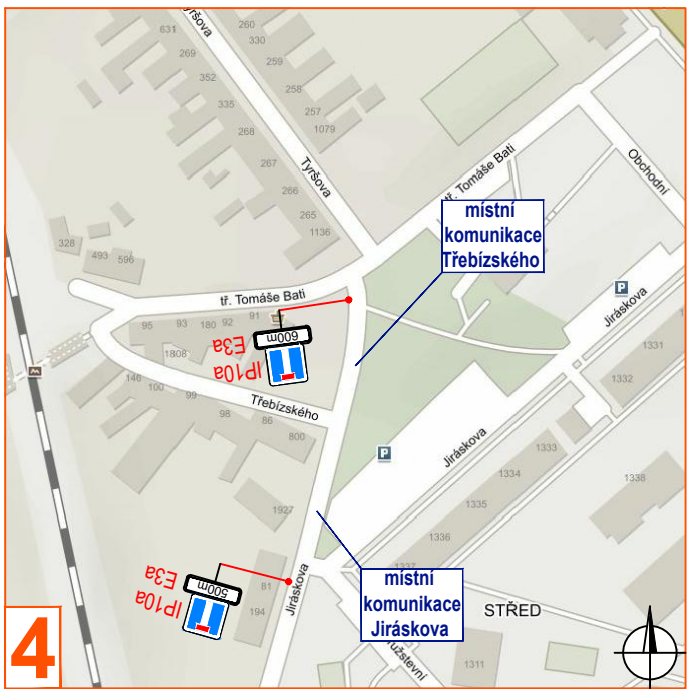 Tyršova
631
269
352
335
268
267
266
265
1136
260
330
259
258
257
1079
Tyršova
tř. Tomáše Bati
Obchodní
místní
komunikace
Třebízského
328
493
596
tř. Tomáše Bati
95
93
180
92
91
1808
146
100
99
98
86
800
600m
E3a
IP10a
Třebízského
P
Jiráskova
1331
1332
P
Jiráskova
1333
1334
1335
1336
1337
1338
1927
81
194
500m
E3a
IP10a
Jiráskova
místní
komunikace
Jiráskova
STŘED
1311
4